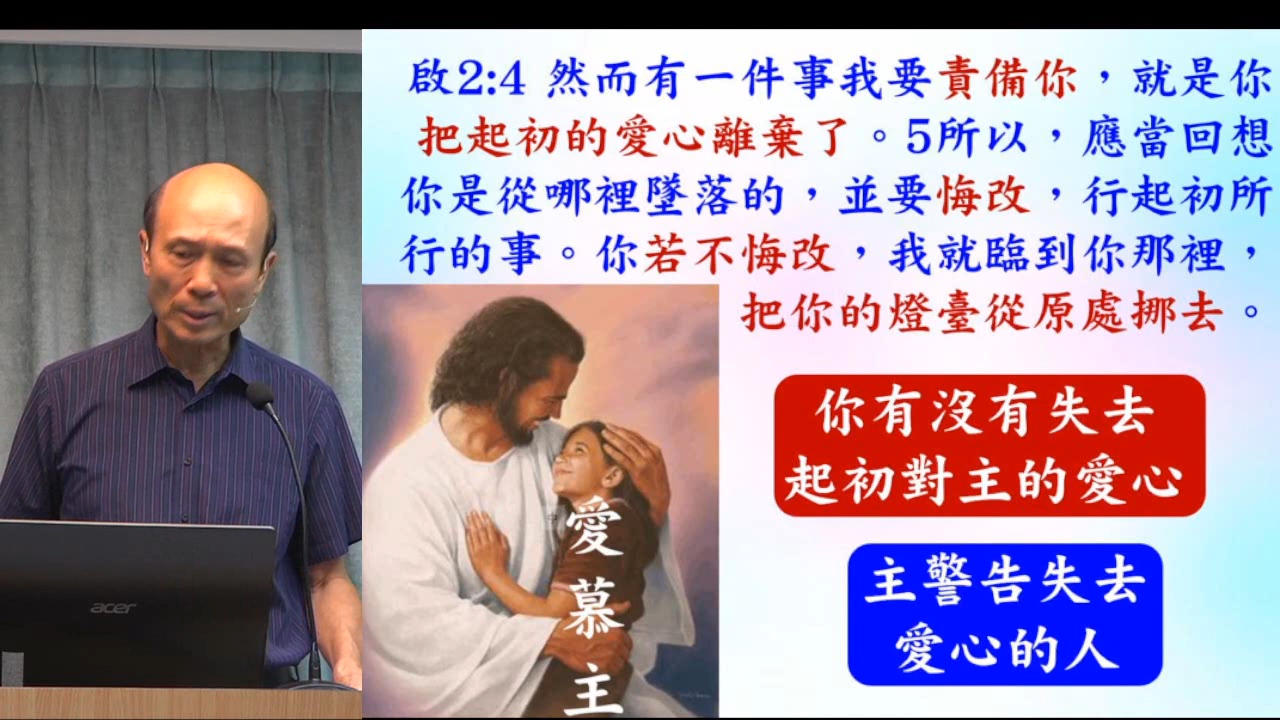 啟2:4 然而有一件事我要責備你，就是你
把起初的愛心離棄了。5所以，應當回想
你是從哪裡墜落的，並要悔改，行起初所
行的事。你若不悔改，我就臨到你那裡，
把你的燈臺從原處挪去。
你有沒有失去
起初對主的愛心
主警告失去
愛心的人
愛慕主
acer